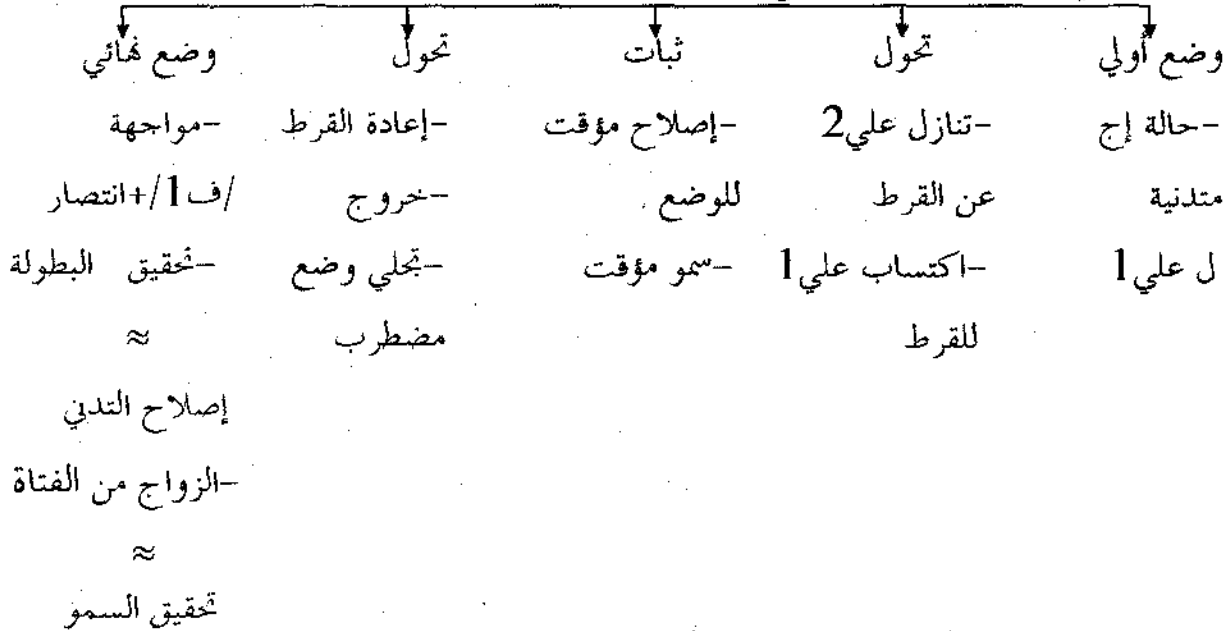 وضع أولي
تحول
ثبات
تحول
وضع نهائي
-حالة إج
-تنازل علي2
-إصلاح مؤقت
-إعادة القرط
-مواجهة
متدنية
عن القرط
للوضع
-خروج
/ف1/+انتصار
ل علي1
-اكتساب علي1
-سمو مؤقت
-تجلي وضع
-تحقيق البطولة
للقرط
مضطرب
≈
إصلاح التدني
-الزواج من الفتاة
≈
تحقيق السمو